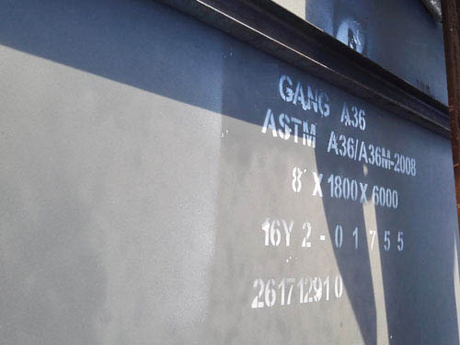 GANG A36
ASTM A36/A36M-2008
8´ X 1800 X 6000
16Y 2 - 01755
261712910